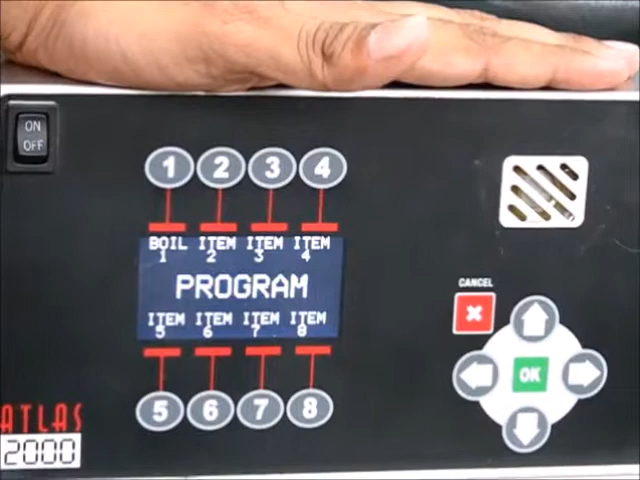 ON
OFF
1 2 3 4
BOIL ITEM ITEM ITEM
1 2 3 4
PROGRAM
ITEM ITEM ITEM ITEM
5 6 7 8
5 6 7 8
CANCEL
OK
ATLAS
2000